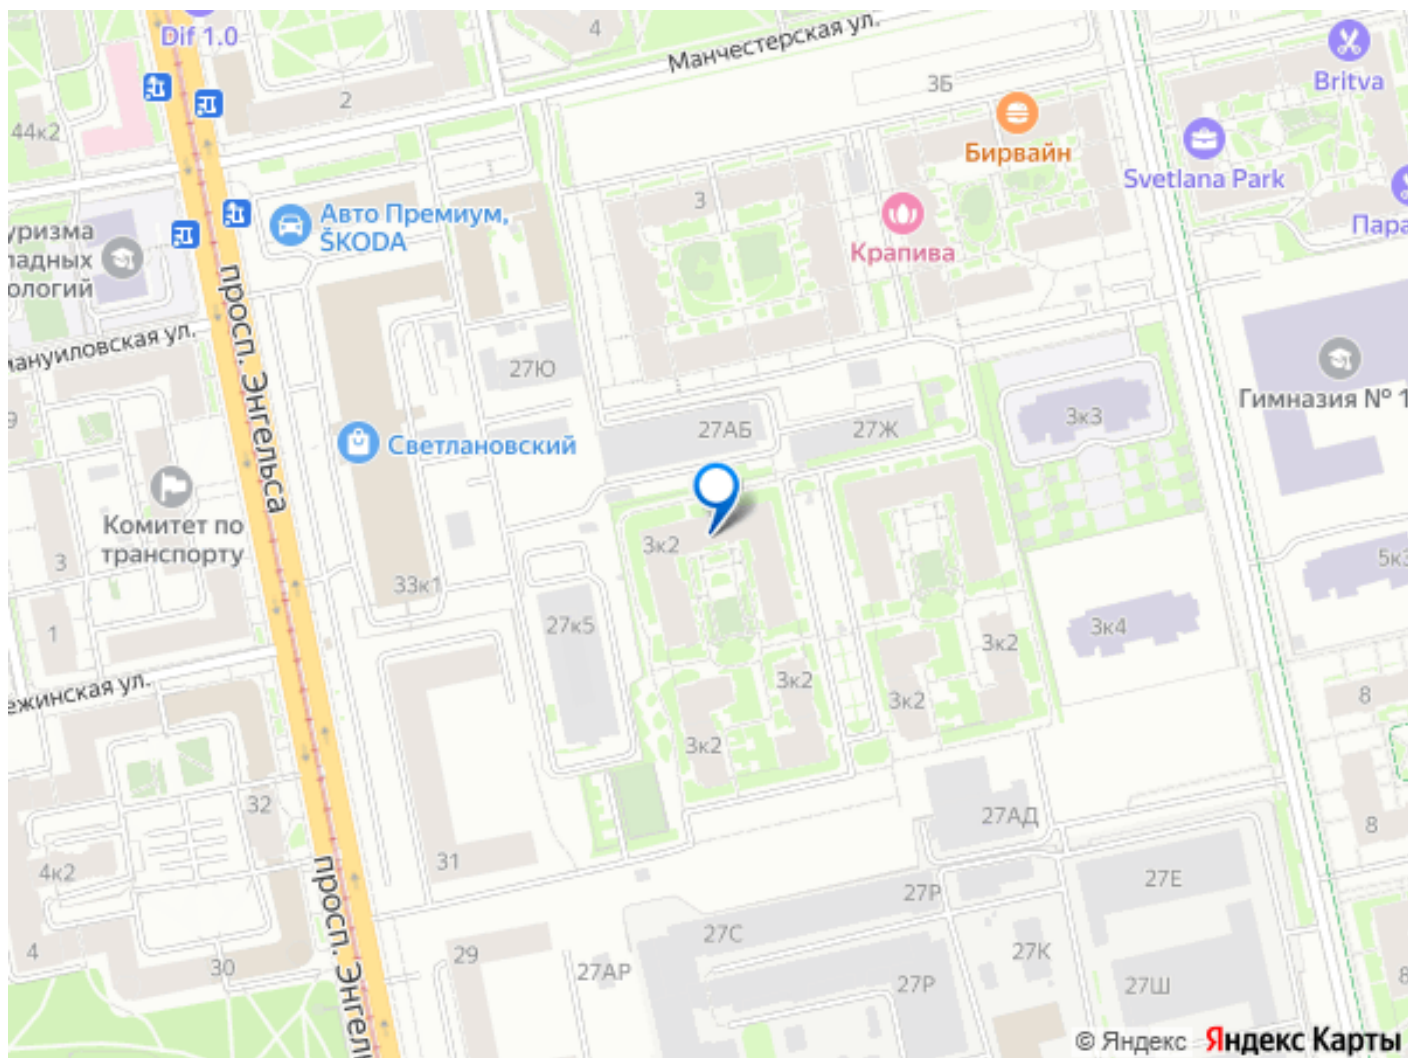 Dif 1.0
4
Манчестерская ул.
3Б
Britva
2
44к2
Бирвайн
Svetlana Park
3
Авто Премиум,
ŠKODA
Крапива
уризма
ладных
ологий
просп. Энгельса
27Ю
Гимназия № 1
3к3
27АБ
27Ж
Светлановский
9
Комитет по
транспорту
3к2
33к1
3
5к3
27к5
3к4
1
3к2
3к2
3к2
ежинская ул.
8
3к2
32
27АД
8
31
4к2
27Е
27Р
просп. Энгел
27С
29
27К
4
30
27АР
27Р
27Ш
8
© Яндекс Яндекс Карты